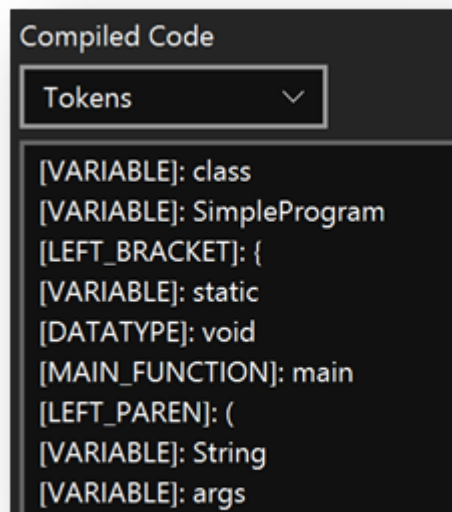 Compiled Code
Tokens
[VARIABLE]: class
[VARIABLE]: SimpleProgram
[LEFT_BRACKET]: {
[VARIABLE]: static
[DATATYPE]: void
[MAIN_FUNCTION]: main
[LEFT_PAREN]: (
[VARIABLE]: String
[VARIABLE]: args